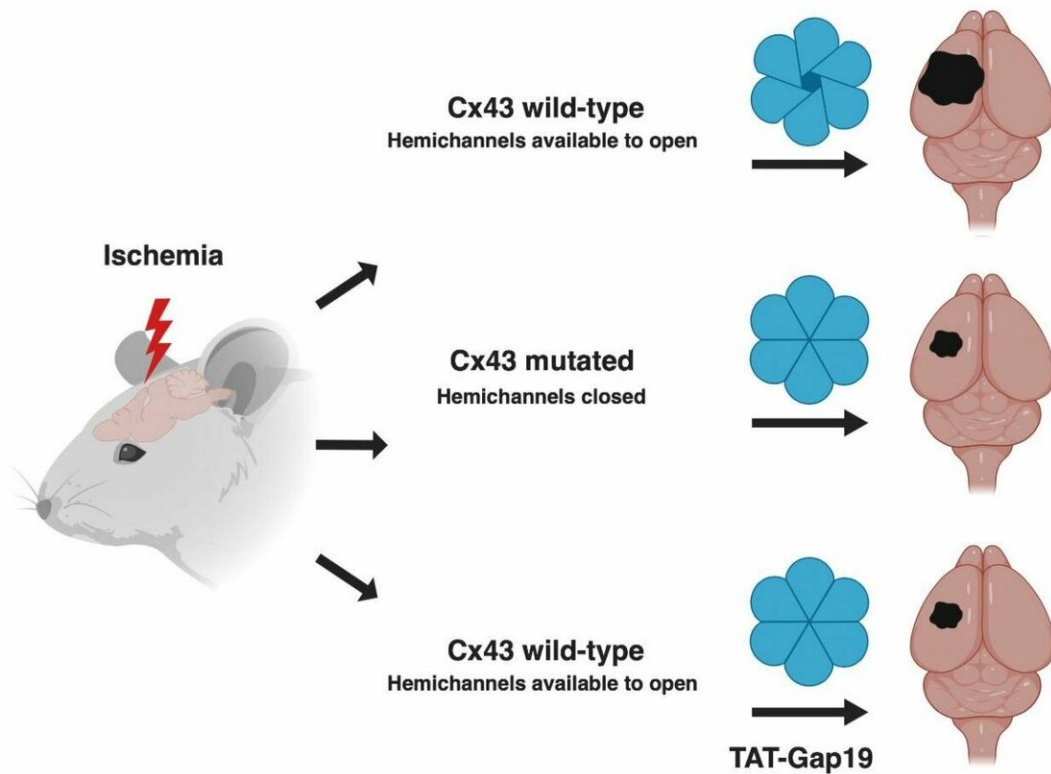 Cx43 wild-type
Hemichannels available to open
Ischemia
Cx43 mutated
Hemichannels closed
Cx43 wild-type
Hemichannels available to open
TAT-Gap19